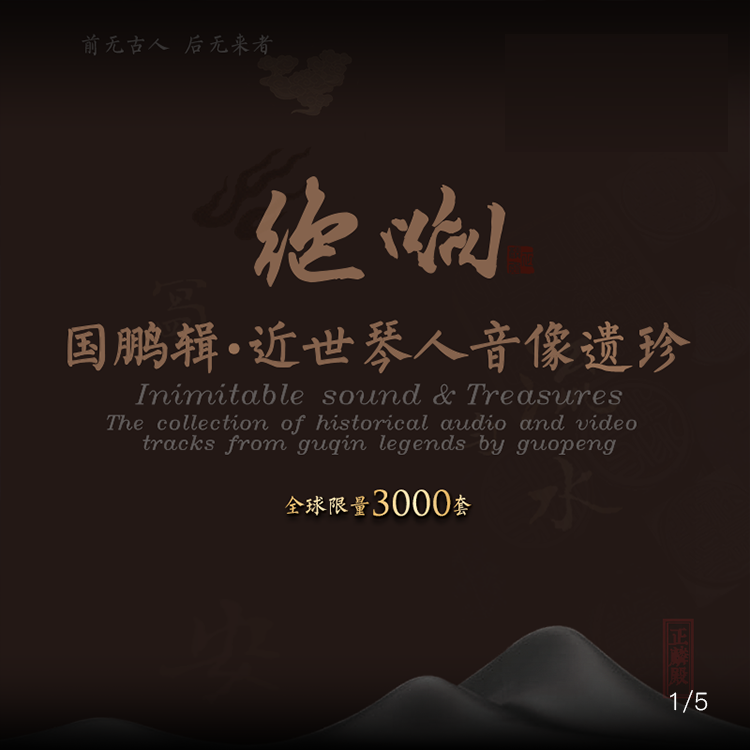 前无古人 后无来者
绝响
国鹏辑·近世琴人音像遗珍
Inimitable sound & Treasures
The collection of historical audio and video
tracks from guqin legends by guopeng
全球限量3000套
水
安
1/5